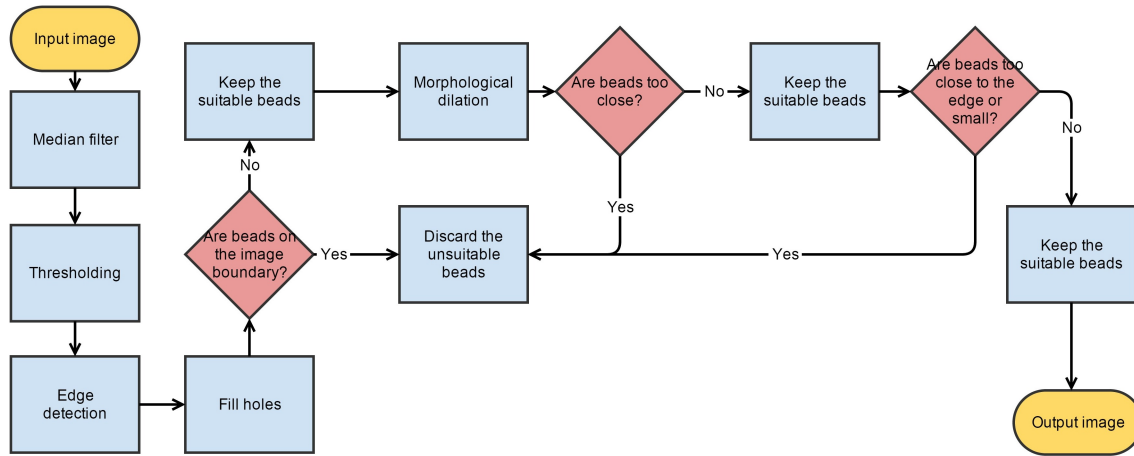 Input image
Median filter
Thresholding
Edge
detection
Fill holes
Are beads on
the image
boundary?
No
Yes
Keep the
suitable beads
Morphological
dilation
Are beads too
close?
Yes
No
Discard the
unsuitable
beads
Keep the
suitable beads
Are beads too
close to the
edge or
small?
Yes
No
Keep the
suitable beads
Output image